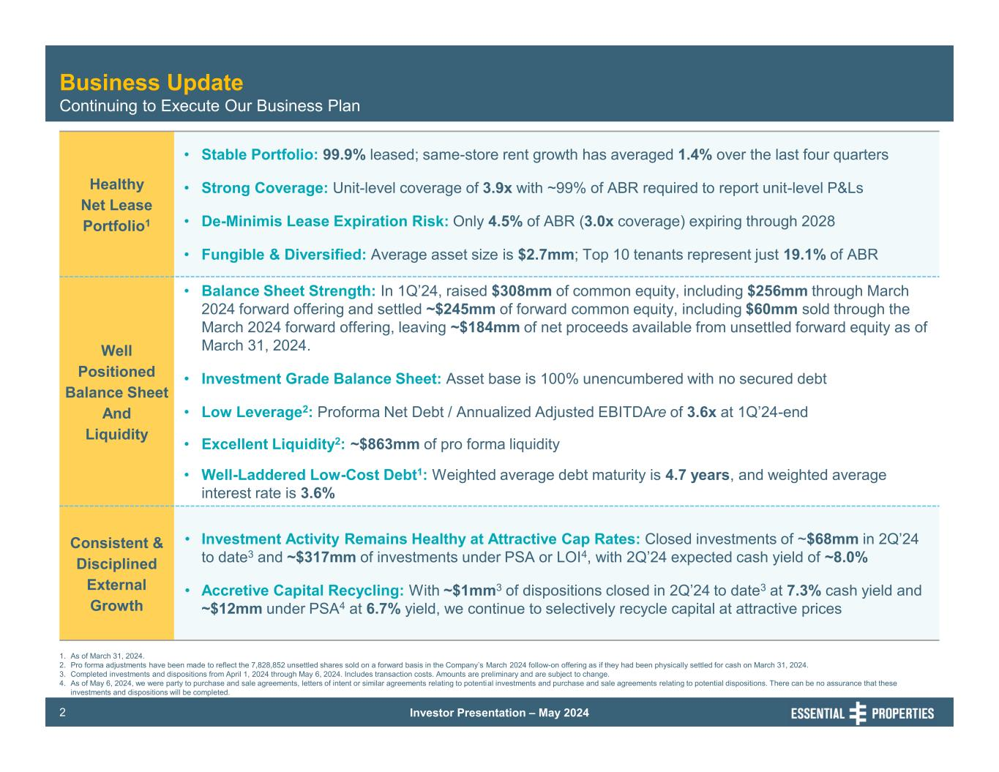 Business Update
Continuing to Execute Our Business Plan
Healthy
Net Lease
Portfolio¹
• Stable Portfolio: 99.9% leased; same-store rent growth has averaged 1.4% over the last four quarters
• Strong Coverage: Unit-level coverage of 3.9x with ~99% of ABR required to report unit-level P&Ls
• De-Minimis Lease Expiration Risk: Only 4.5% of ABR (3.0x coverage) expiring through 2028
• Fungible & Diversified: Average asset size is $2.7mm; Top 10 tenants represent just 19.1% of ABR
Well
Positioned
Balance Sheet
And
Liquidity
• Balance Sheet Strength: In 1Q’24, raised $308mm of common equity, including $256mm through March
2024 forward offering and settled ~$245mm of forward common equity, including $60mm sold through the
March 2024 forward offering, leaving ~$184mm of net proceeds available from unsettled forward equity as of
March 31, 2024.
• Investment Grade Balance Sheet: Asset base is 100% unencumbered with no secured debt
• Low Leverage²: Proforma Net Debt / Annualized Adjusted EBITDAre of 3.6x at 1Q’24-end
• Excellent Liquidity²: ~$863mm of pro forma liquidity
• Well-Laddered Low-Cost Debt¹: Weighted average debt maturity is 4.7 years, and weighted average
interest rate is 3.6%
Consistent &
Disciplined
External
Growth
• Investment Activity Remains Healthy at Attractive Cap Rates: Closed investments of ~$68mm in 2Q’24
to date³ and ~$317mm of investments under PSA or LOI⁴, with 2Q’24 expected cash yield of ~8.0%
• Accretive Capital Recycling: With ~$1mm³ of dispositions closed in 2Q’24 to date³ at 7.3% cash yield and
~$12mm under PSA⁴ at 6.7% yield, we continue to selectively recycle capital at attractive prices
1. As of March 31, 2024.
2. Pro forma adjustments have been made to reflect the 7,828,852 unsettled shares sold on a forward basis in the Company’s March 2024 follow-on offering as if they had been physically settled for cash on March 31, 2024.
3. Completed investments and dispositions from April 1, 2024 through May 6, 2024. Includes transaction costs. Amounts are preliminary and are subject to change.
4. As of May 6, 2024, we were party to purchase and sale agreements, letters of intent or similar agreements relating to potential investments and purchase and sale agreements relating to potential dispositions. There can be no assurance that these
investments and dispositions will be completed.
2
Investor Presentation – May 2024
ESSENTIAL PROPERTIES